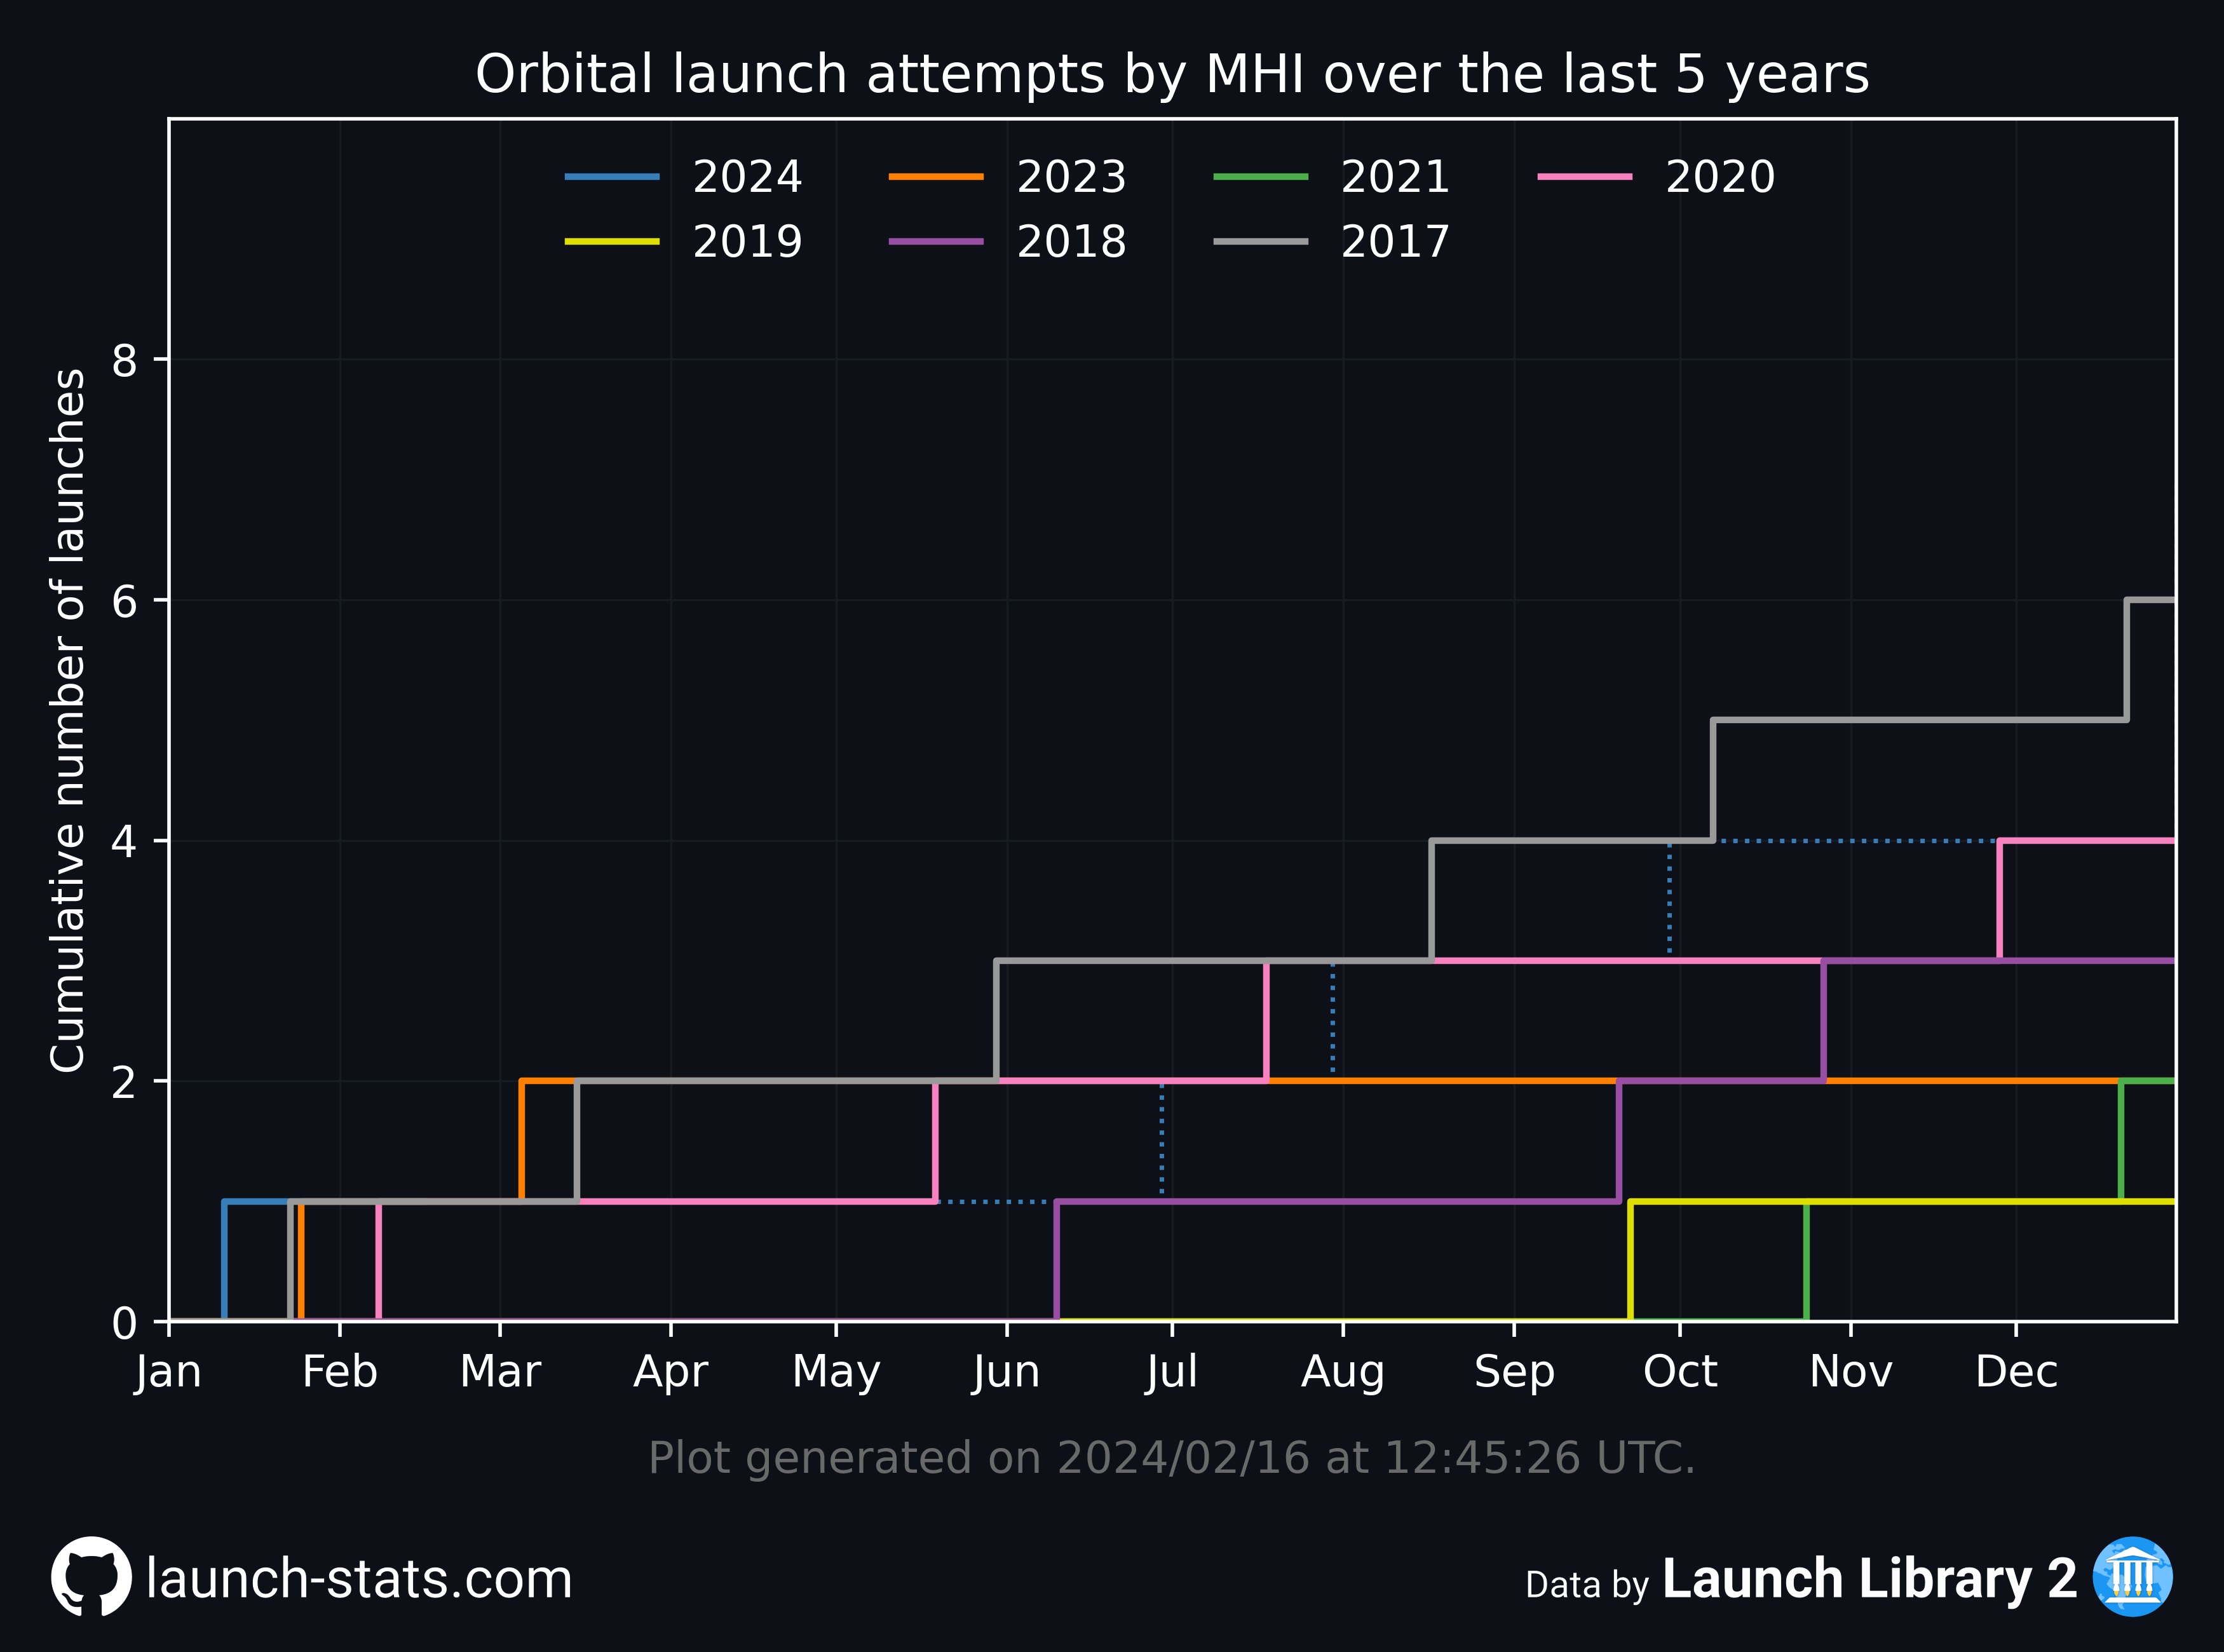 Orbital launch attempts by MHI over the last 5 years
2024 2023 2021 2020
2019 2018 2017
Cumulative number of launches
8
6
4
2
0
Jan Feb Mar Apr May Jun Jul Aug Sep Oct Nov Dec
Plot generated on 2024/02/16 at 12:45:26 UTC.
launch-stats.com
Data by Launch Library 2